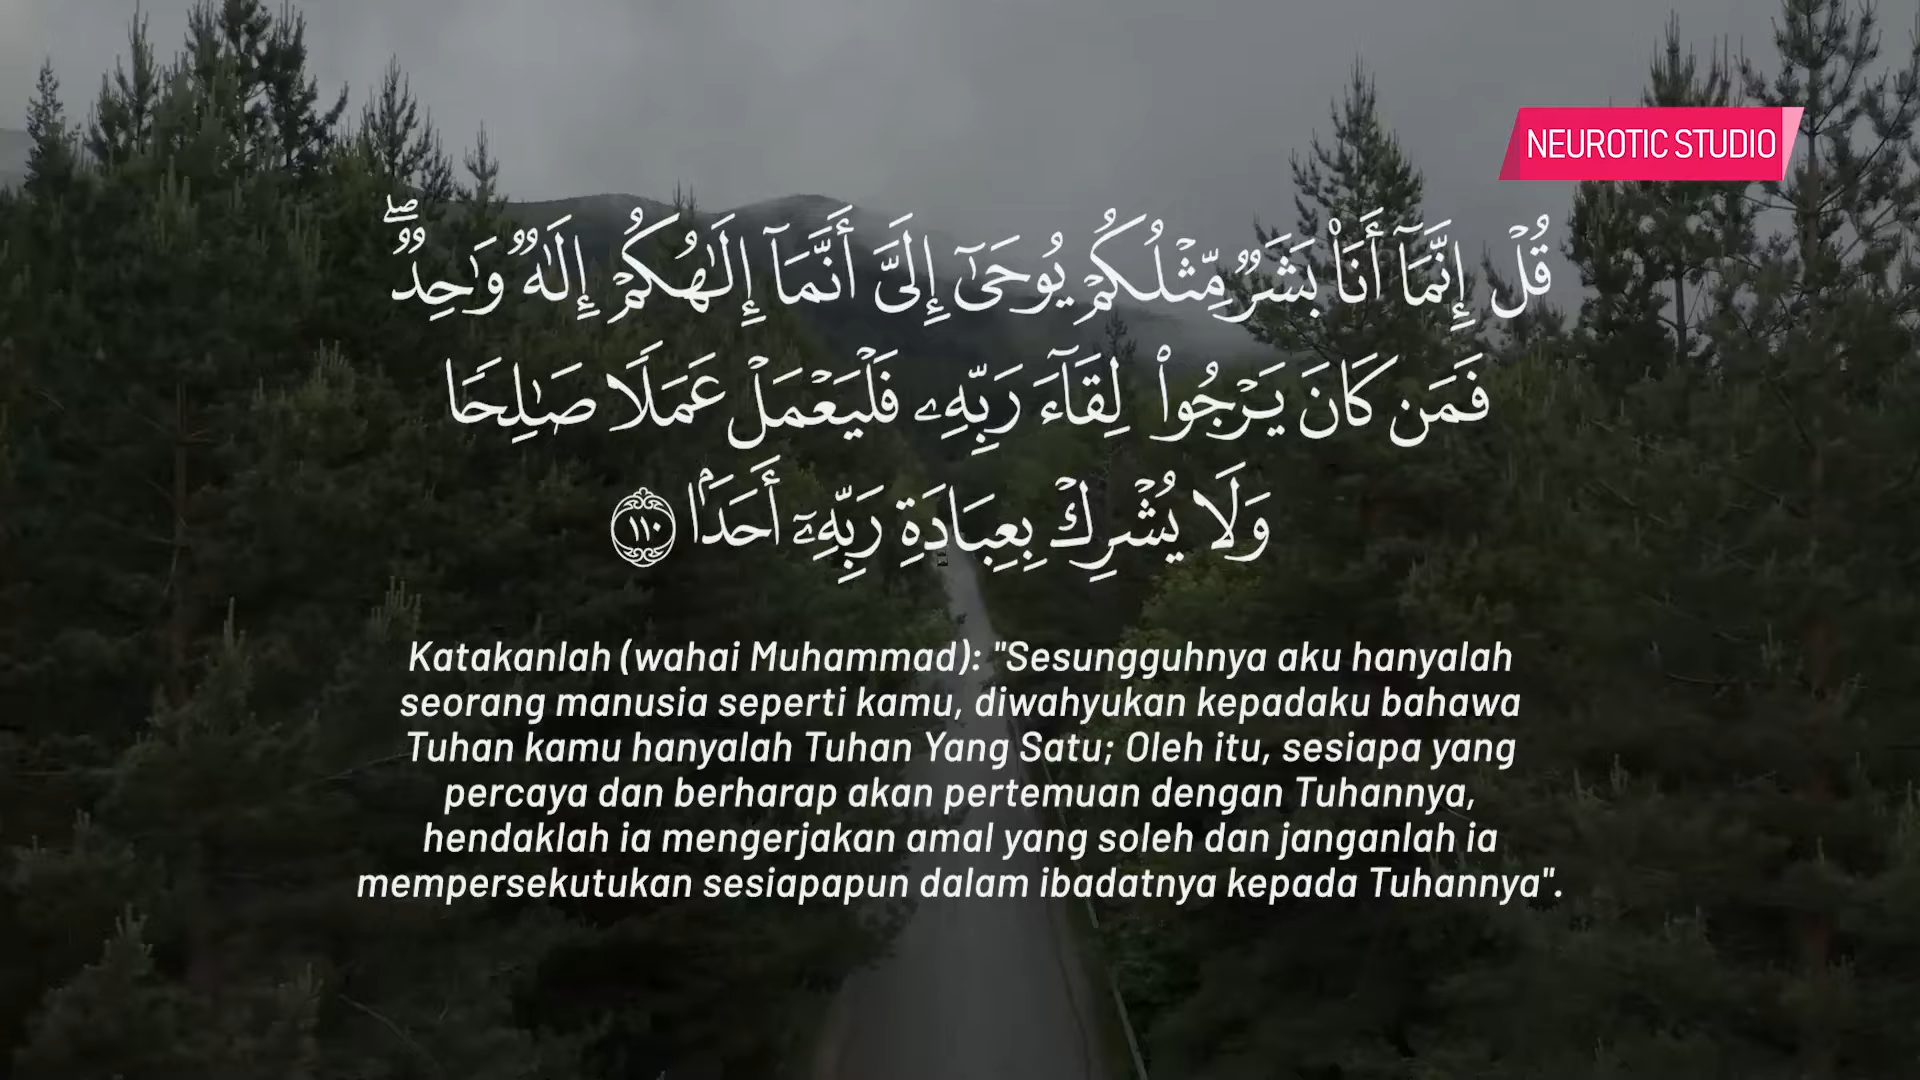 NEUROTIC STUDIO
قُلْ إِنَّمَآ أَنَا۠ بَشَرٌ مِّثْلُكُمْ يُوحَىٰٓ إِلَىَّ أَنَّمَآ إِلَـٰهُكُمْ إِلَـٰهٌ وَٰحِدٌ ۖ
فَمَن كَانَ يَرْجُوا۟ لِقَآءَ رَبِّهِۦ فَلْيَعْمَلْ عَمَلًا صَـٰلِحًا
وَلَا يُشْرِكْ بِعِبَادَةِ رَبِّهِۦٓ أَحَدًۢا ١١٠
Katakanlah (wahai Muhammad): "Sesungguhnya aku hanyalah
seorang manusia seperti kamu, diwahyukan kepadaku bahawa
Tuhan kamu hanyalah Tuhan Yang Satu; Oleh itu, sesiapa yang
percaya dan berharap akan pertemuan dengan Tuhannya,
hendaklah ia mengerjakan amal yang soleh dan janganlah ia
mempersekutukan sesiapapun dalam ibadatnya kepada Tuhannya".